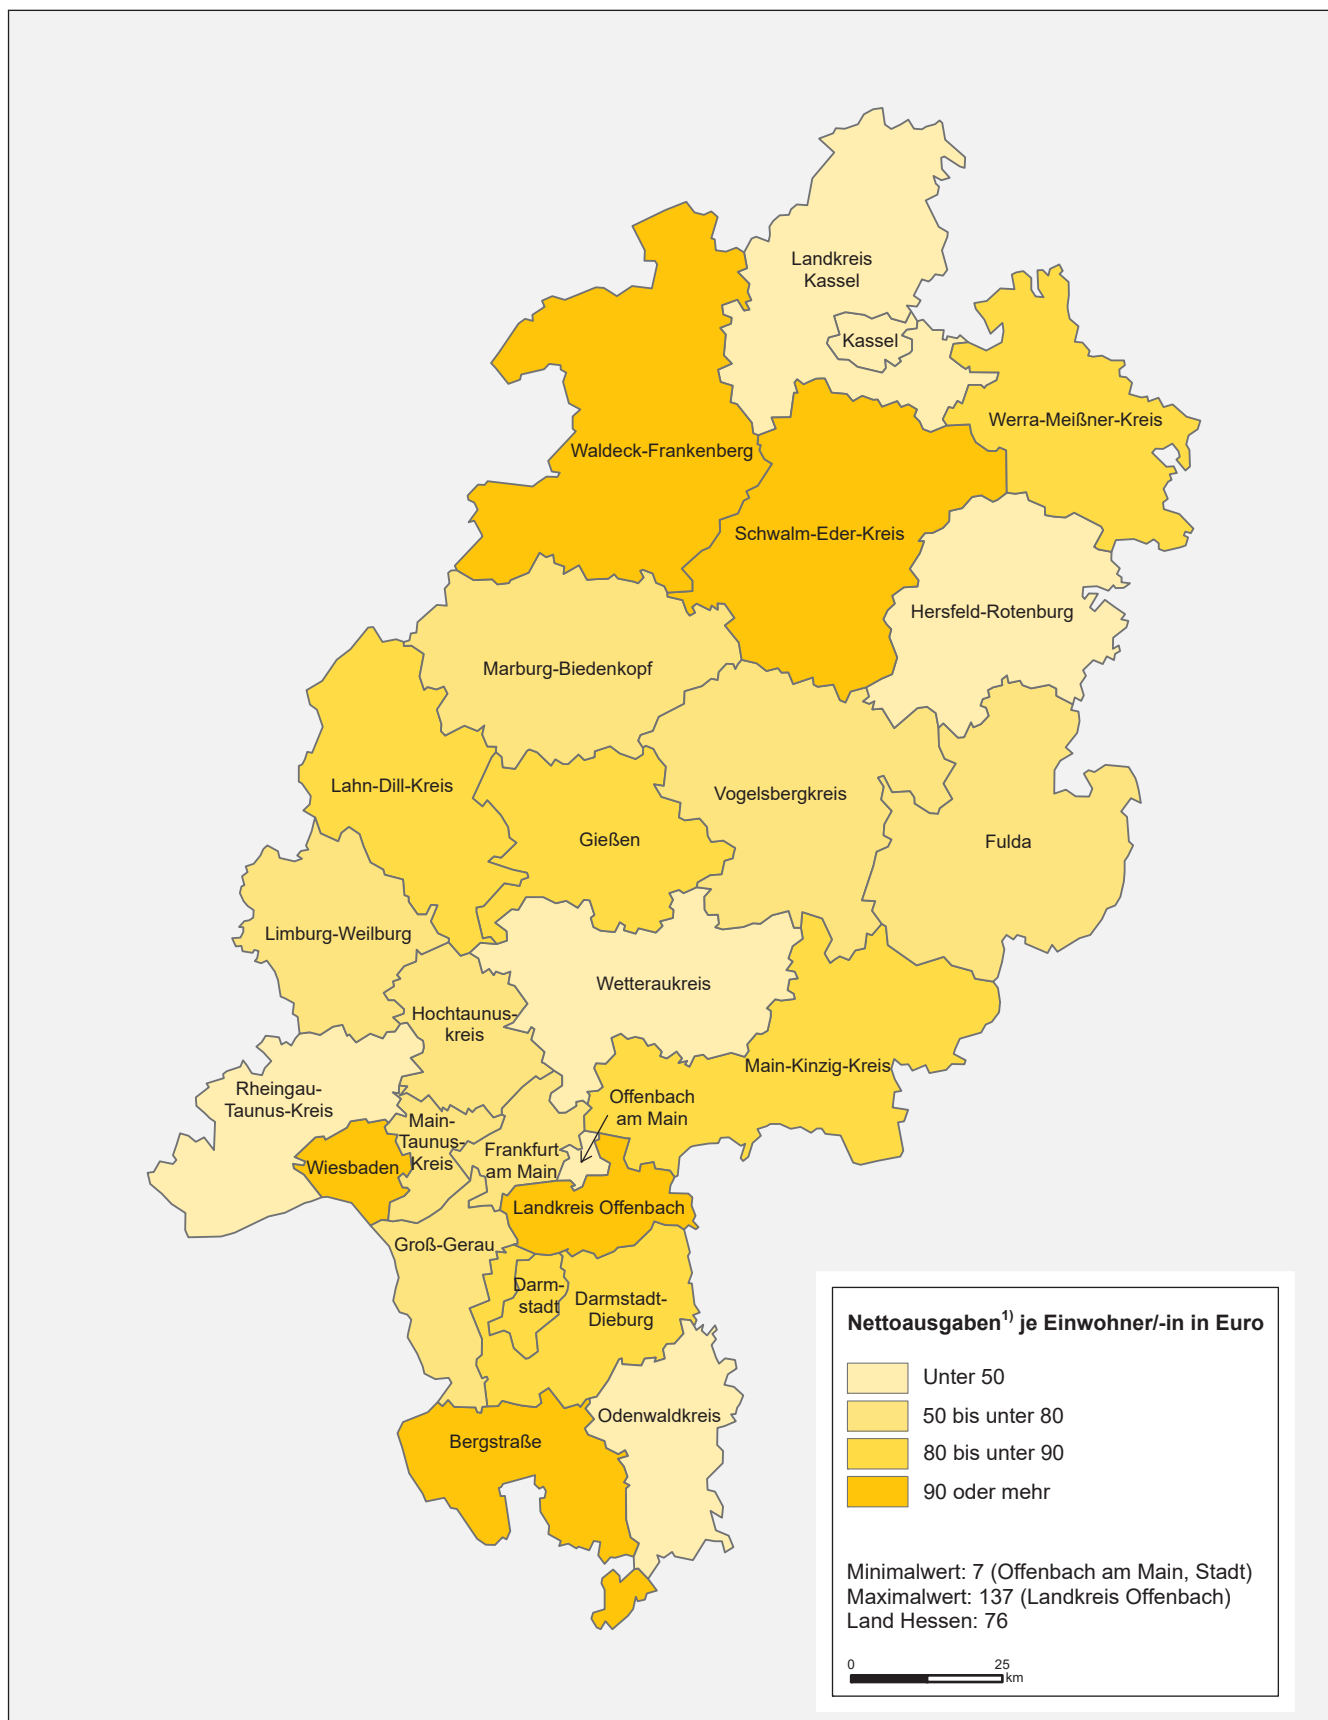 Landkreis
Kassel
Kassel
Werra-Meißner-Kreis
Waldeck-Frankenberg
Schwalm-Eder-Kreis
Hersfeld-Rotenburg
Marburg-Biedenkopf
Lahn-Dill-Kreis
Vogelsbergkreis
Gießen
Fulda
Limburg-Weilburg
Wetteraukreis
Hochtaunus-
kreis
Main-Kinzig-Kreis
Rheingau-
Taunus-Kreis
Offenbach
am Main
Main-
Taunus-
Kreis
Frankfurt
am Main
Wiesbaden
Landkreis Offenbach
Groß-Gerau
Darm-
stadt
Darmstadt-
Dieburg
Odenwaldkreis
Bergstraße
Nettoausgaben1) je Einwohner/-in in Euro
Unter 50
50 bis unter 80
80 bis unter 90
90 oder mehr
Minimalwert: 7 (Offenbach am Main, Stadt)
Maximalwert: 137 (Landkreis Offenbach)
Land Hessen: 76
0 25
km